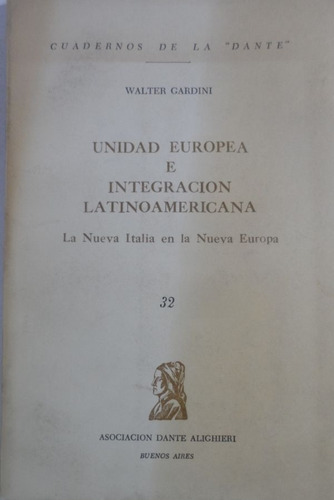 CUADERNOS DE LA "DANTE"
WALTER GARDINI
UNIDAD EUROPEA
E
INTEGRACION
LATINOAMERICANA
La Nueva Italia en la Nueva Europa
32
ASOCIACION DANTE ALIGHIERI
BUENOS AIRES